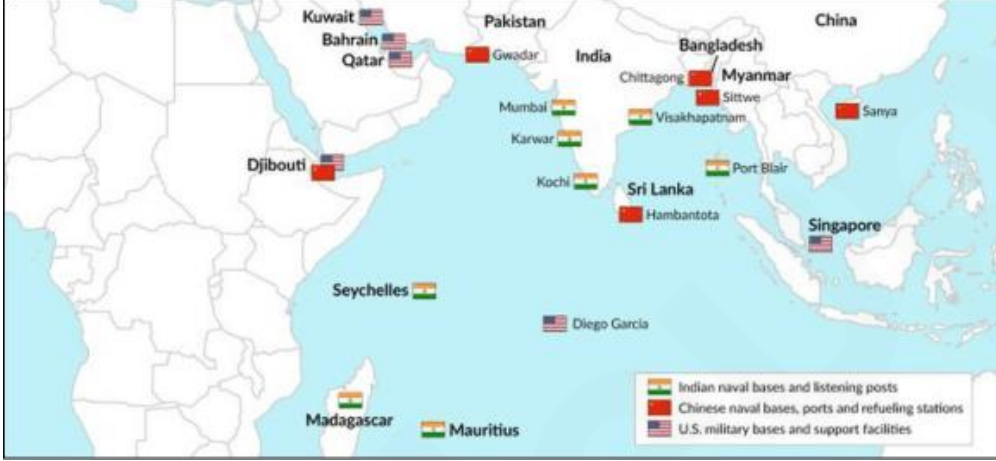 Kuwait
Pakistan
China
Bahrain
Qatar
Gwadar
India
Bangladesh
Chittagong
Myanmar
Sittwe
Mumbai
Visakhapatnam
Sanya
Karwar
Djibouti
Kochi
Port Blair
Sri Lanka
Hambantota
Singapore
Seychelles
Diego Garcia
Madagascar
Mauritius
Indian naval bases and listening posts
Chinese naval bases, ports and refueling stations
U.S. military bases and support facilities